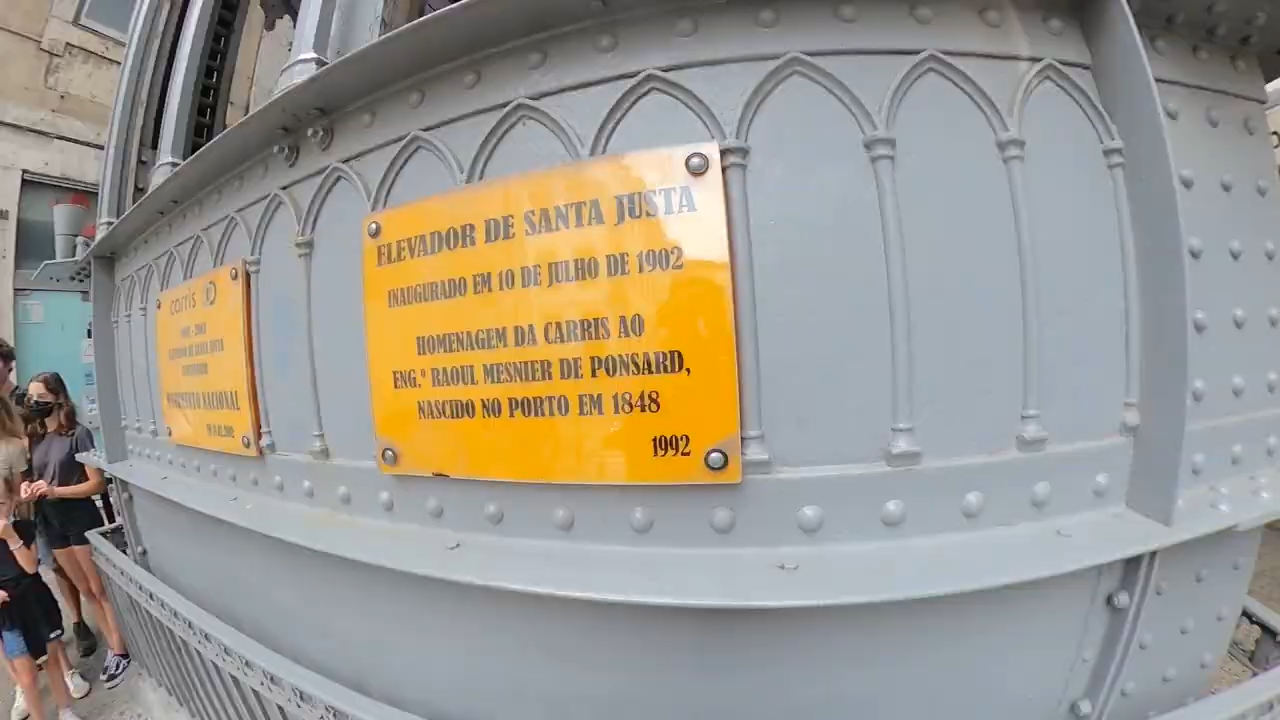 carris
MONUMENTO NACIONAL
ELEVADOR DE SANTA JUSTA
INAUGURADO EM 10 DE JULHO DE 1902
HOMENAGEM DA CARRIS AO
ENG.º RAOUL MESNIER DE PONSARD,
NASCIDO NO PORTO EM 1848
1992